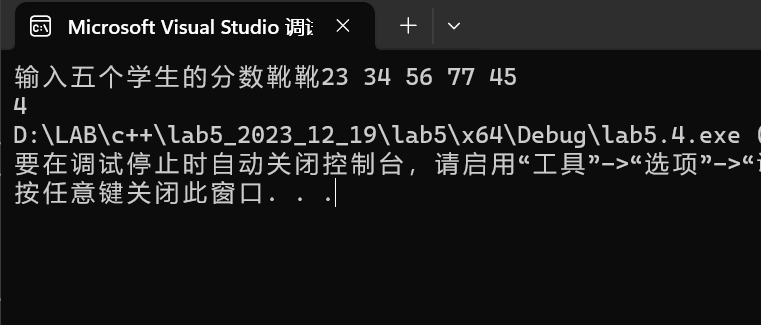 Microsoft Visual Studio 调试
输入五个学生的分数靴靴23 34 56 77 45
4
D:\LAB\c++\lab5_2023_12_19\lab5\x64\Debug\lab5.4.exe (
要在调试停止时自动关闭控制台，请启用“工具”->“选项”->“
按任意键关闭此窗口. . .